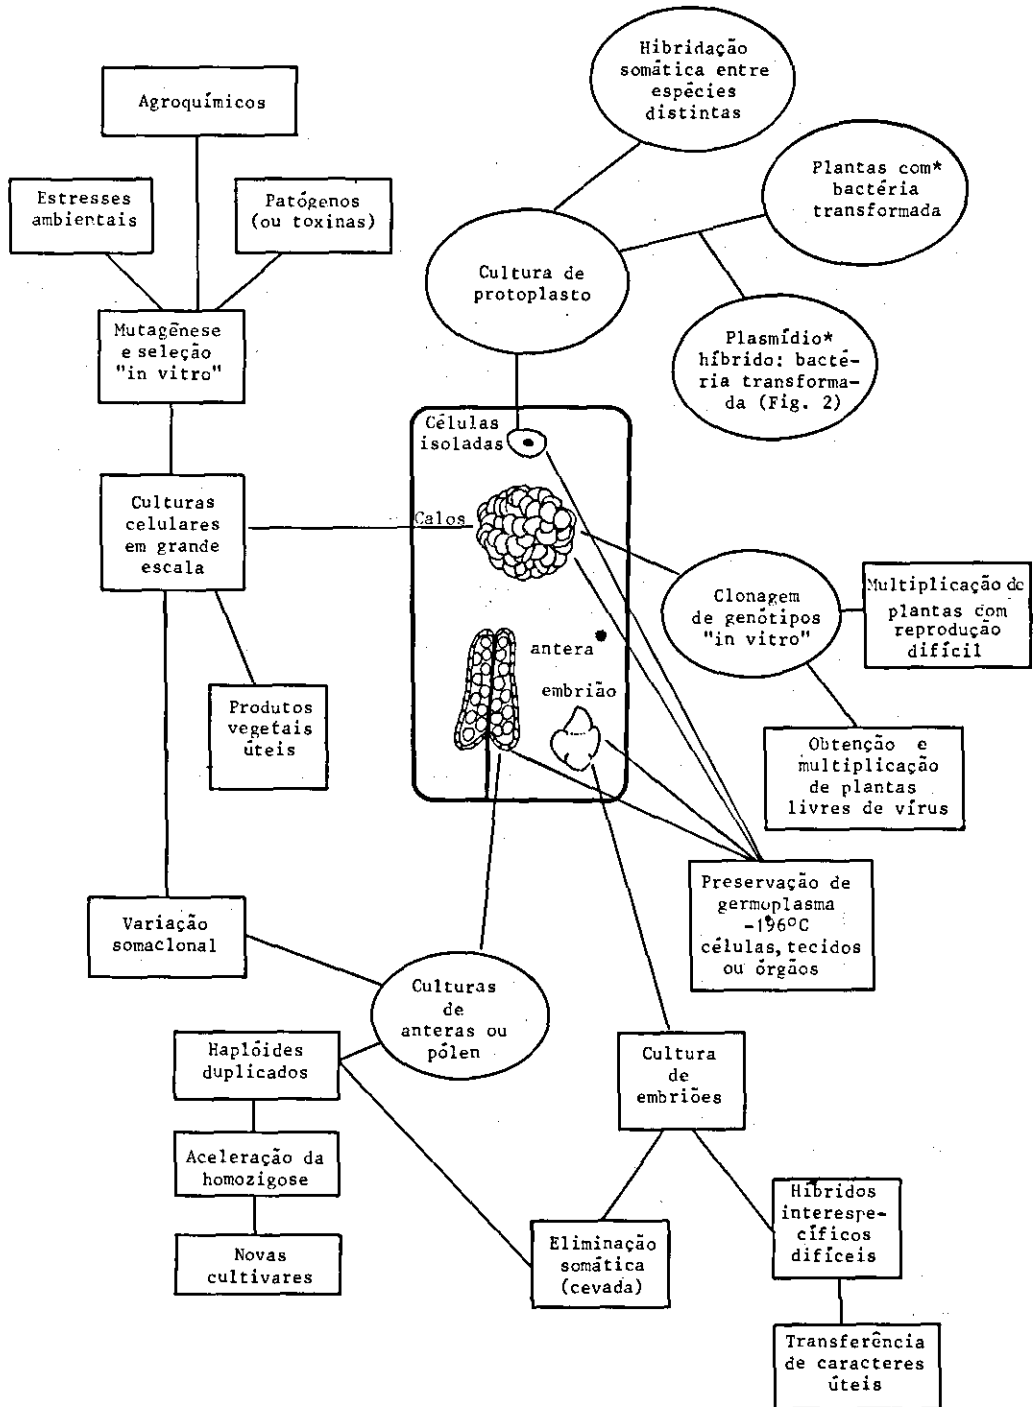 Hibridação
somática entre
espécies
distintas
Agroquímicos
Plantas com*
bactéria
transformada
Estresses
ambientais
Patógenos
(ou toxinas)
Cultura de
protoplasto
Mutagênese
e seleção
"in vitro"
Plasmídio*
híbrido: bacté-
ria transforma-
da (Fig. 2)
Células
isoladas
Culturas
celulares
em grande
escala
Calos
Clonagem
de genótipos
"in vitro"
Multiplicação de
plantas com
reprodução
difícil
antera
embrião
Produtos
vegetais
úteis
Obtenção e
multiplicação
de plantas
livres de vírus
Preservação de
germoplasma
-196ºC
células, tecidos
ou órgãos
Variação
somaclonal
Culturas
de
anteras ou
pólen
Haplóides
duplicados
Cultura
de
embriões
Aceleração da
homozigose
Híbridos
interespe-
cíficos
difíceis
Novas
cultivares
Eliminação
somática
(cevada)
Transferência
de caracteres
úteis